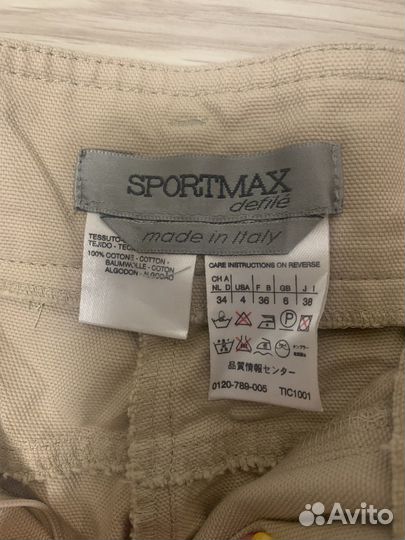 SPORTMAX
defilé
made in Italy
TESSUTO-
TEJIDO - TEC
100% COTONE - COTTON -
BAUMWOLLE - COTON
ALGODON - ALGODÃO
CARE INSTRUCTIONS ON REVERSE
CH A USA F GB J I
NL D B
34 4 36 6 38
P
品質情報センター
0120-789-005 TIC1001
Avito